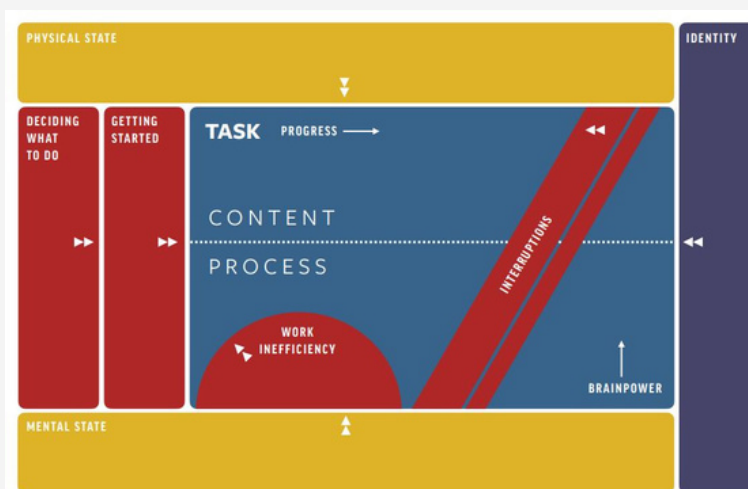 PHYSICAL STATE
IDENTITY
DECIDING
WHAT
TO DO
GETTING
STARTED
TASK PROGRESS
CONTENT
PROCESS
INTERRUPTIONS
WORK
INEFFICIENCY
BRAINPOWER
MENTAL STATE